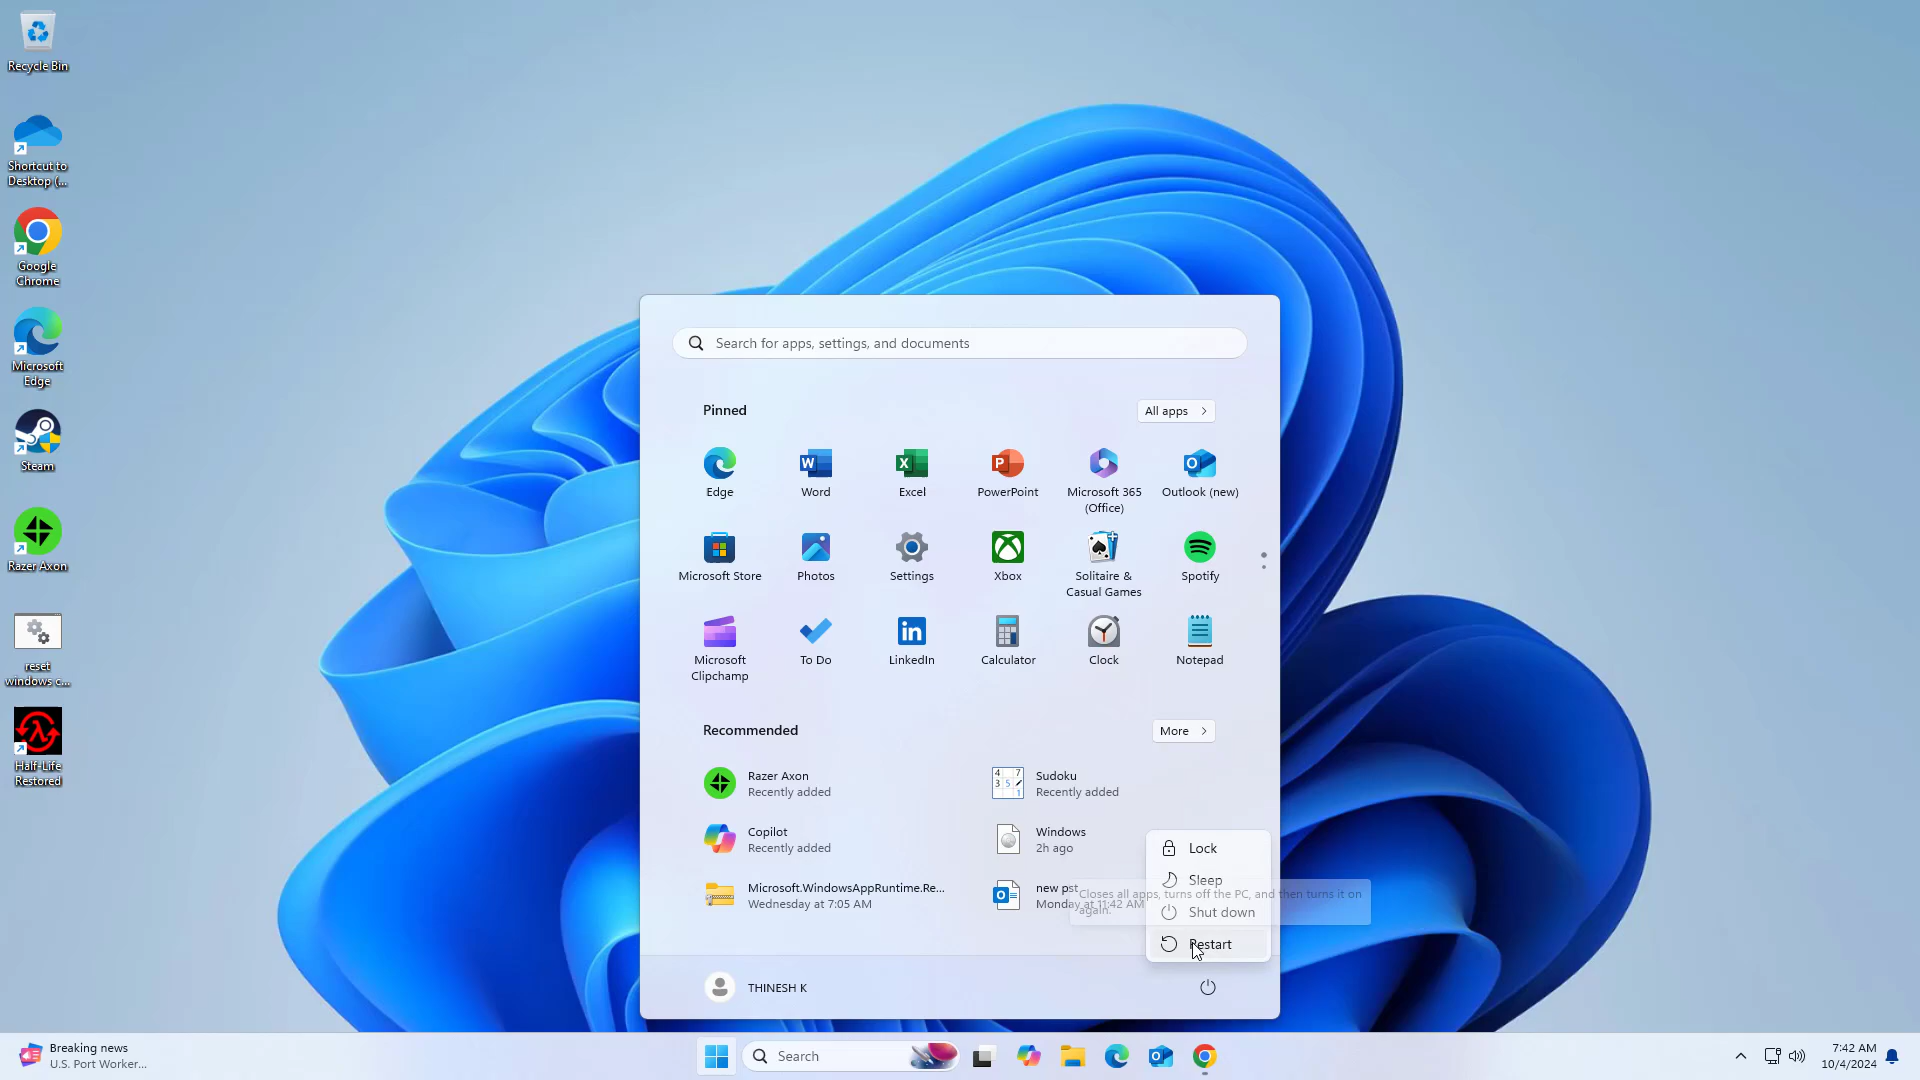 Recycle Bin
Shortcut to
Desktop (...
Google
Chrome
Microsoft
Edge
Steam
Razer Axon
reset
windows c...
Half-Life
Restored
Search for apps, settings, and documents
Pinned
All apps
Edge
Word
Excel
PowerPoint
Microsoft 365
(Office)
Outlook (new)
Microsoft Store
Photos
Settings
Xbox
Solitaire &
Casual Games
Spotify
Microsoft
Clipchamp
To Do
LinkedIn
Calculator
Clock
Notepad
Recommended
More
Razer Axon
Recently added
Sudoku
Recently added
Copilot
Recently added
Windows
2h ago
Microsoft.WindowsAppRuntime.Re...
Wednesday at 7:05 AM
new pst
Monday at 11:42 AM
Lock
Sleep
Closes all apps, turns off the PC, and then turns it on
again.
Shut down
Restart
THINESH K
Breaking news
U.S. Port Worker...
Search
7:42 AM
10/4/2024